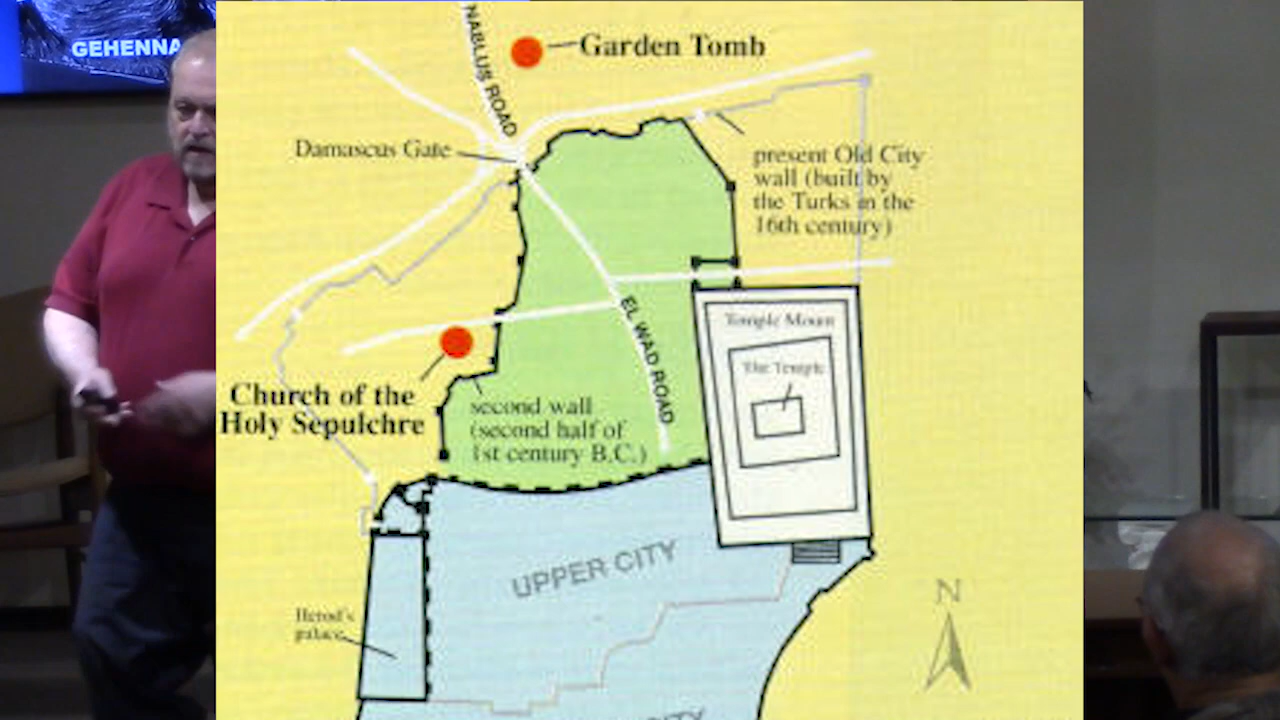 GEHENNA
NABLUS ROAD
Garden Tomb
Damascus Gate
present Old City
wall (built by
the Turks in the
16th century)
EL WAD ROAD
Temple Mount
The Temple
Church of the
Holy Sepulchre
second wall
(second half of
1st century B.C.)
UPPER CITY
Herod's
palace
N
CITY